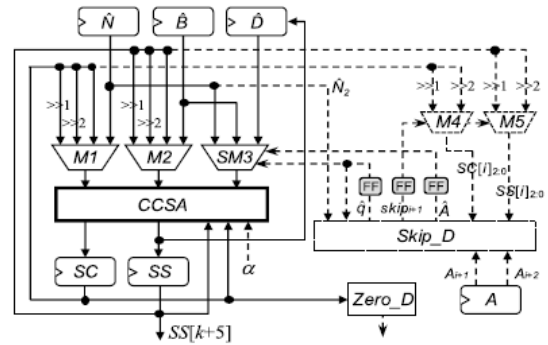 N̂ B̂ D̂
>>1 >>1 N̂₂ >>1 >>2 >>1 >>2
>>2 >>2
M4 M5
M1 M2 SM3
SC[i]₂:₀
SS[i]₂:₀
FF FF FF
CCSA
q̂ skipᵢ₊₁ Â
Skip_D
α
SC SS
Aᵢ₊₁ Aᵢ₊₂
Zero_D A
SS[k+5]